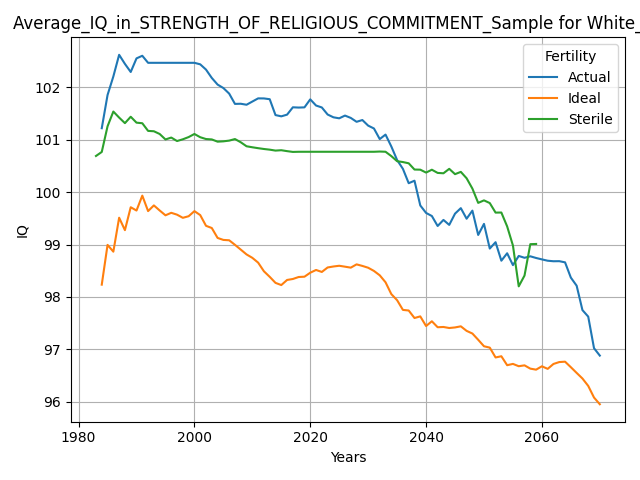 Average_IQ_in_STRENGTH_OF_RELIGIOUS_COMMITMENT_Sample for White_
Fertility
Actual
Ideal
Sterile
IQ
102
101
100
99
98
97
96
1980
2000
2020
2040
2060
Years